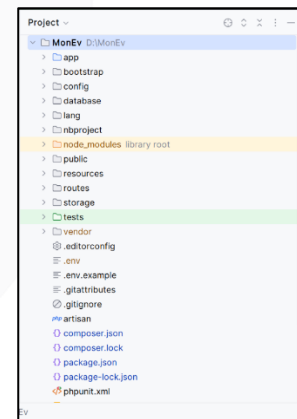 Project
MonEv D:\MonEv
app
bootstrap
config
database
lang
nbproject
node_modules library root
public
resources
routes
storage
tests
vendor
.editorconfig
.env
.env.example
.gitattributes
.gitignore
php artisan
composer.json
composer.lock
package.json
package-lock.json
phpunit.xml
Ev